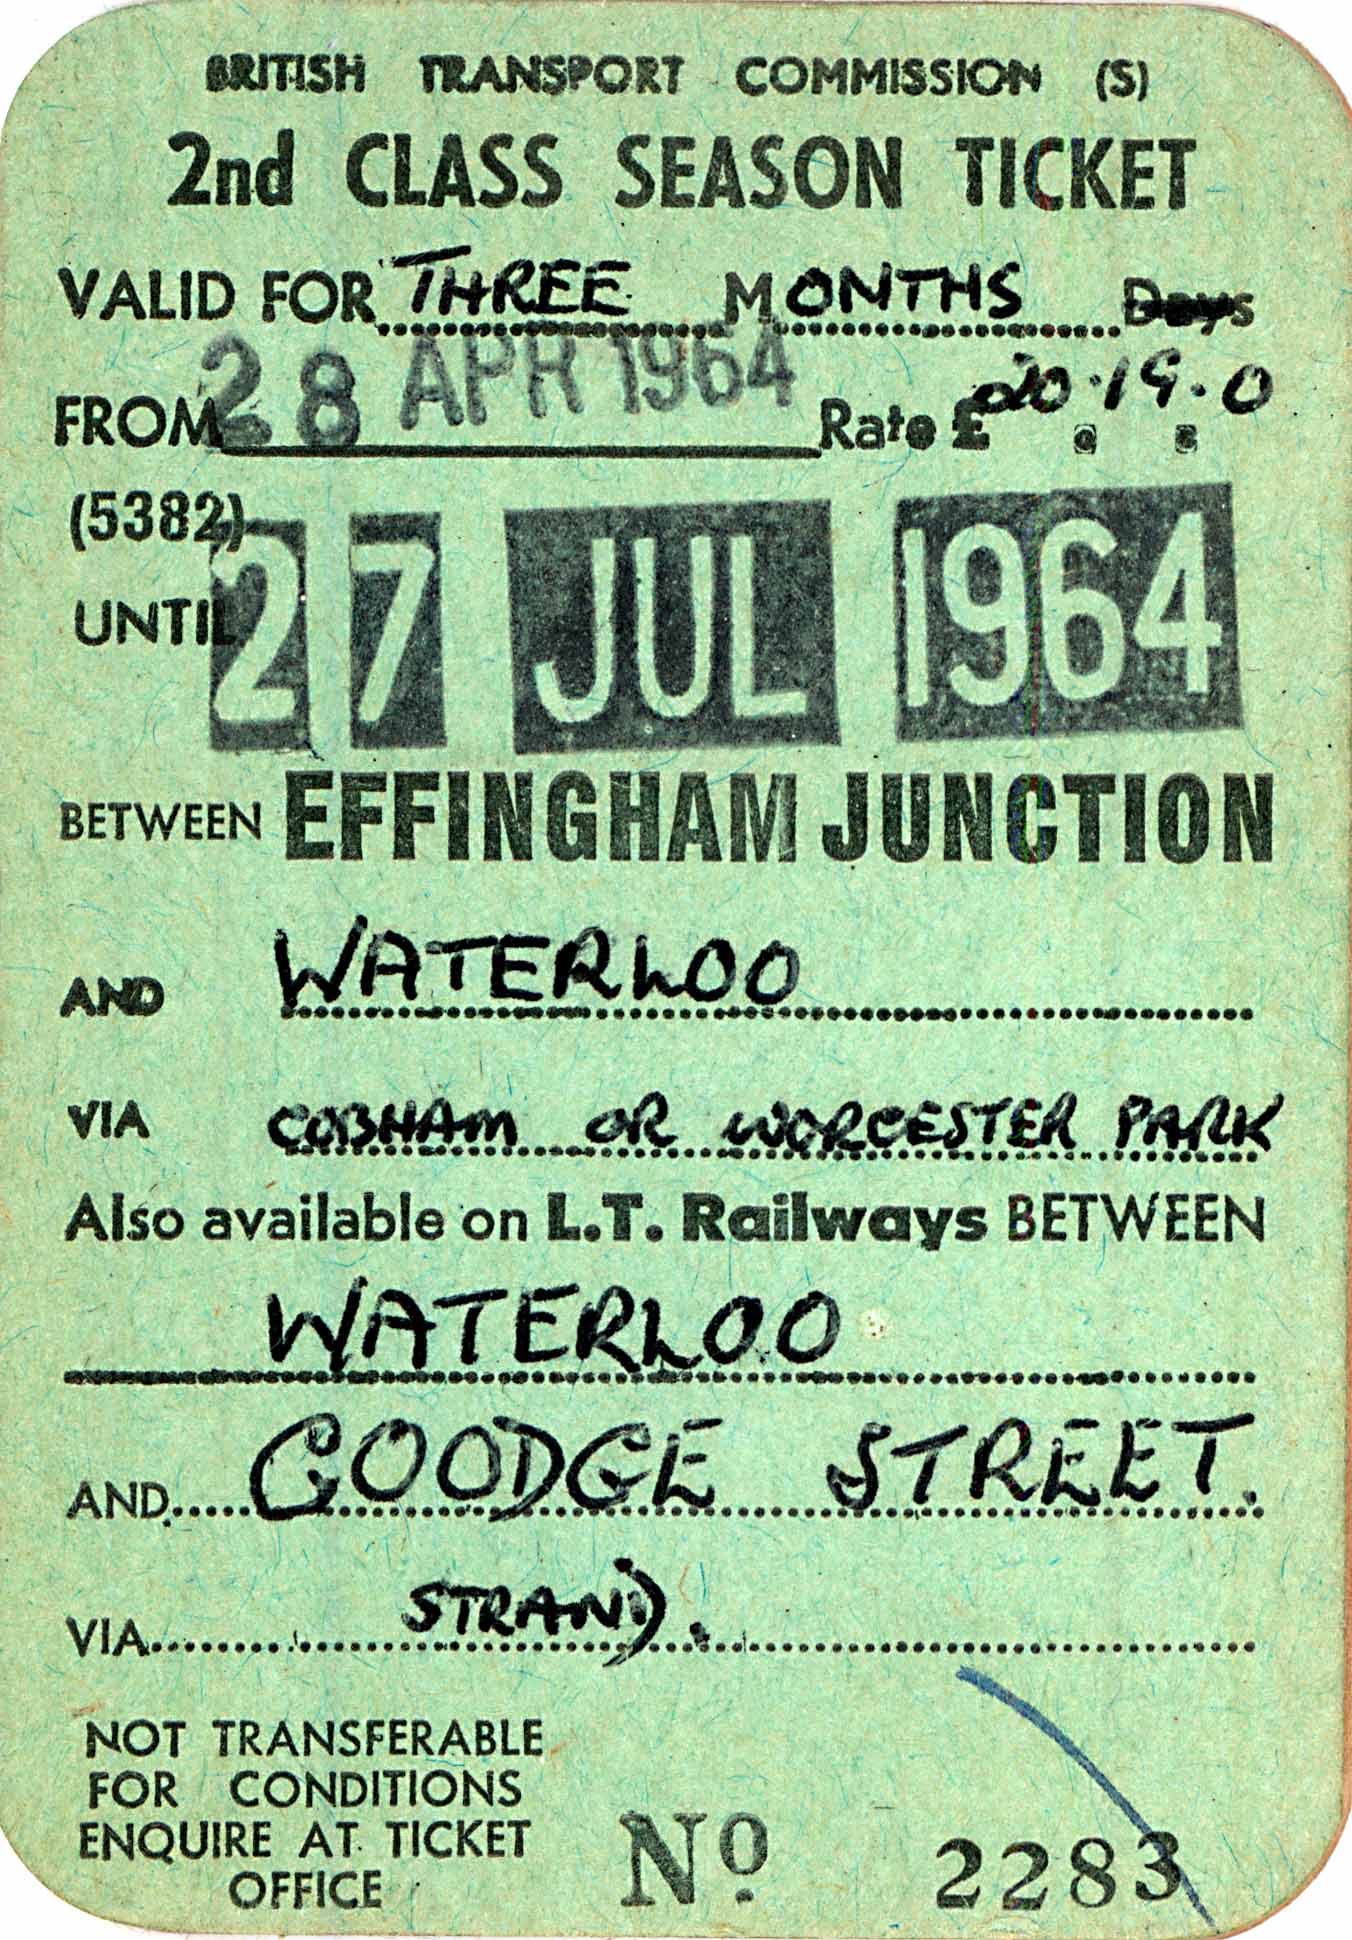 BRITISH TRANSPORT COMMISSION (S)
2nd CLASS SEASON TICKET
VALID FOR THREE MONTHS Days
FROM 28 APR 1964 Rate £20.19.0
(5382)
UNTIL 27 JUL 1964
BETWEEN EFFINGHAM JUNCTION
AND WATERLOO
VIA COBHAM OR WORCESTER PARK
Also available on L.T. Railways BETWEEN
WATERLOO
AND GOODGE STREET.
VIA STRAND.
NOT TRANSFERABLE
FOR CONDITIONS
ENQUIRE AT TICKET
OFFICE
No 2283